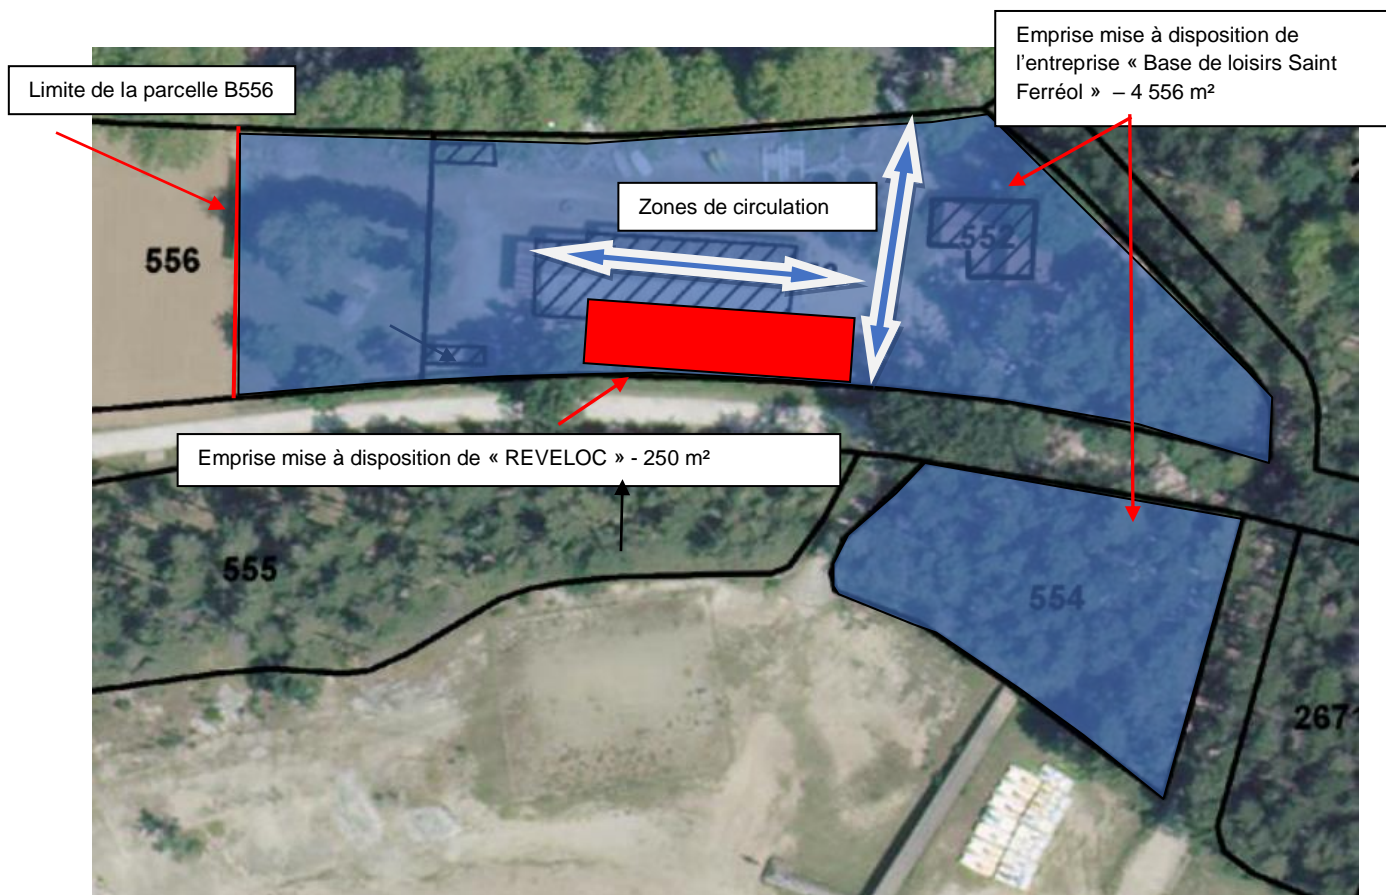 Emprise mise à disposition de
l'entreprise « Base de loisirs Saint
Ferréol » – 4 556 m²
Limite de la parcelle B556
Zones de circulation
552
556
Emprise mise à disposition de « REVELOC » - 250 m²
555
554